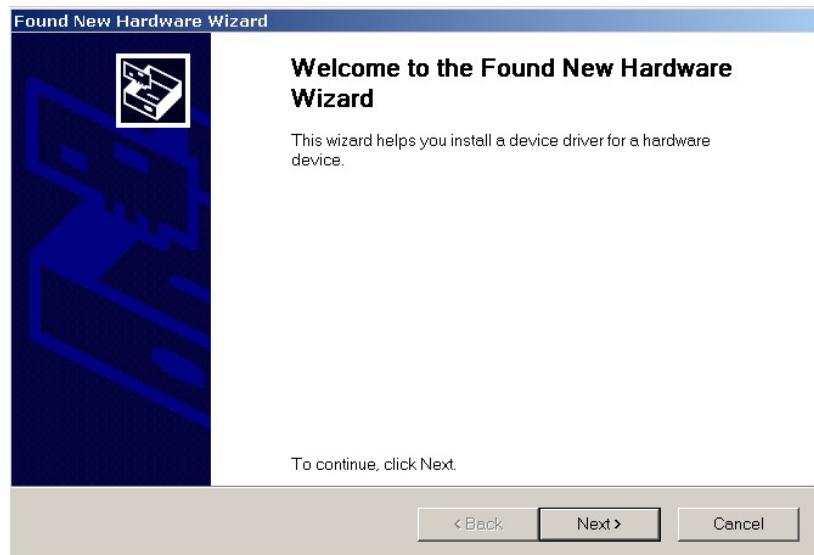 Found New Hardware Wizard
Welcome to the Found New Hardware
Wizard
This wizard helps you install a device driver for a hardware
device.
To continue, click Next.
< Back Next > Cancel